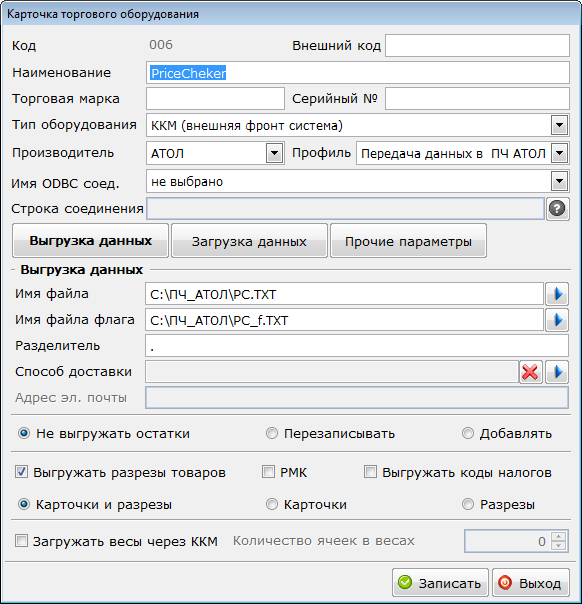 Карточка торгового оборудования
Код 006 Внешний код
Наименование PriceCheker
Торговая марка Серийный №
Тип оборудования ККМ (внешняя фронт система)
Производитель АТОЛ Профиль Передача данных в ПЧ АТОЛ
Имя ODBC соед. не выбрано
Строка соединения ?
Выгрузка данных Загрузка данных Прочие параметры
Выгрузка данных
Имя файла C:\ПЧ_АТОЛ\PC.TXT
Имя файла флага C:\ПЧ_АТОЛ\PC_f.TXT
Разделитель .
Способ доставки
Адрес эл. почты
Не выгружать остатки Перезаписывать Добавлять
Выгружать разрезы товаров РМК Выгружать коды налогов
Карточки и разрезы Карточки Разрезы
Загружать весы через ККМ Количество ячеек в весах 0
Записать Выход